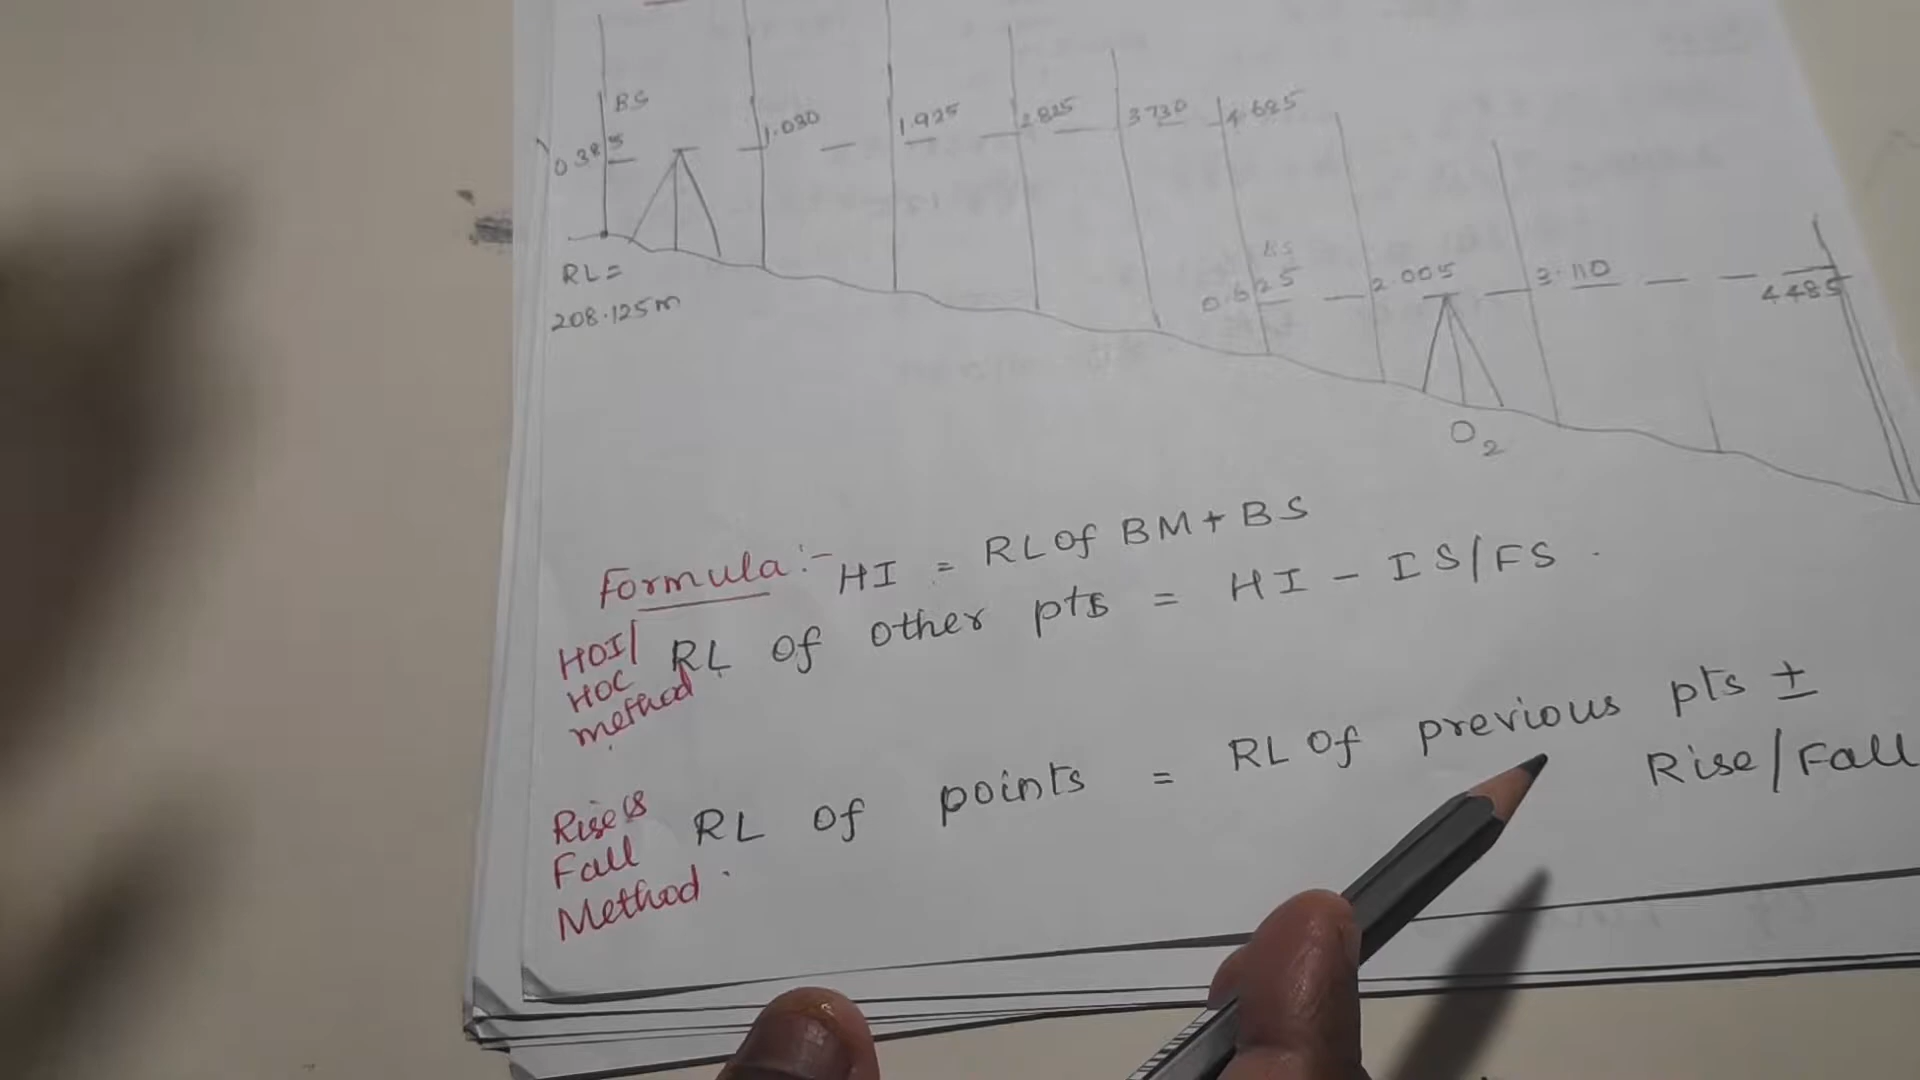 BS
0.385
1.030
1.925
2.825
3.730
4.685
RL =
208.125m
BS
0.625
2.005
3.110
4.485
O2
Formula:- HI = RL Of BM + BS
HOI/
HOC
method
RL of other pts = HI - IS/FS.
Rise &
Fall
Method.
RL of points = RL Of previous pts ±
Rise/Fall